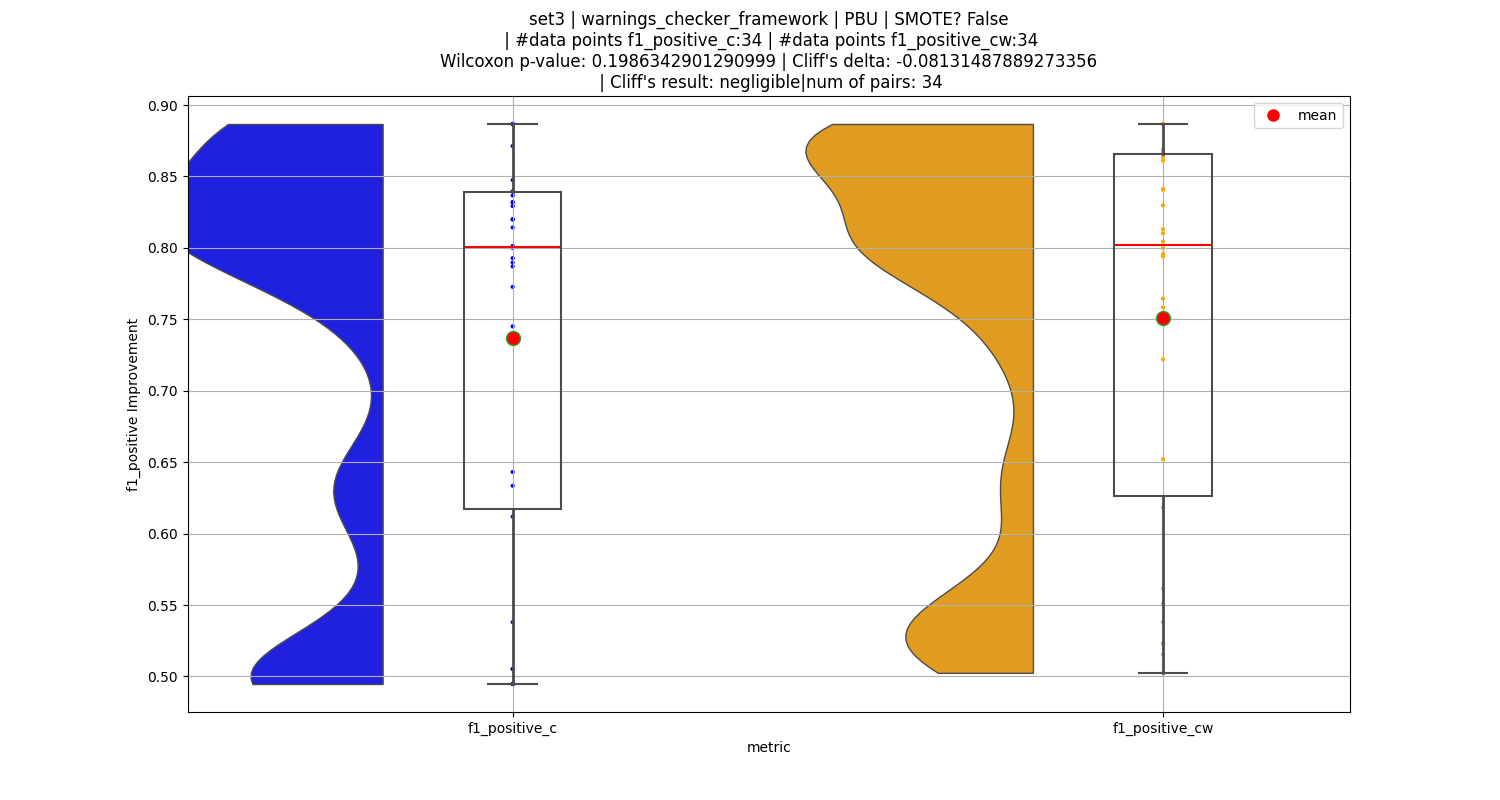 set3 | warnings_checker_framework | PBU | SMOTE? False
| #data points f1_positive_c:34 | #data points f1_positive_cw:34
Wilcoxon p-value: 0.1986342901290999 | Cliff's delta: -0.08131487889273356
| Cliff's result: negligible|num of pairs: 34
mean
0.90
0.85
0.80
0.75
0.70
0.65
0.60
0.55
0.50
f1_positive Improvement
f1_positive_c
f1_positive_cw
metric